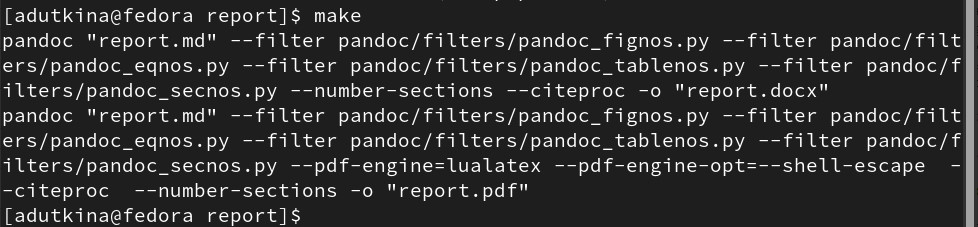 [adutkina@fedora report]$ make
pandoc "report.md" --filter pandoc/filters/pandoc_fignos.py --filter pandoc/filt
ers/pandoc_eqnos.py --filter pandoc/filters/pandoc_tablenos.py --filter pandoc/f
ilters/pandoc_secnos.py --number-sections --citeproc -o "report.docx"
pandoc "report.md" --filter pandoc/filters/pandoc_fignos.py --filter pandoc/filt
ers/pandoc_eqnos.py --filter pandoc/filters/pandoc_tablenos.py --filter pandoc/f
ilters/pandoc_secnos.py --pdf-engine=lualatex --pdf-engine-opt=--shell-escape  -
-citeproc  --number-sections -o "report.pdf"
[adutkina@fedora report]$